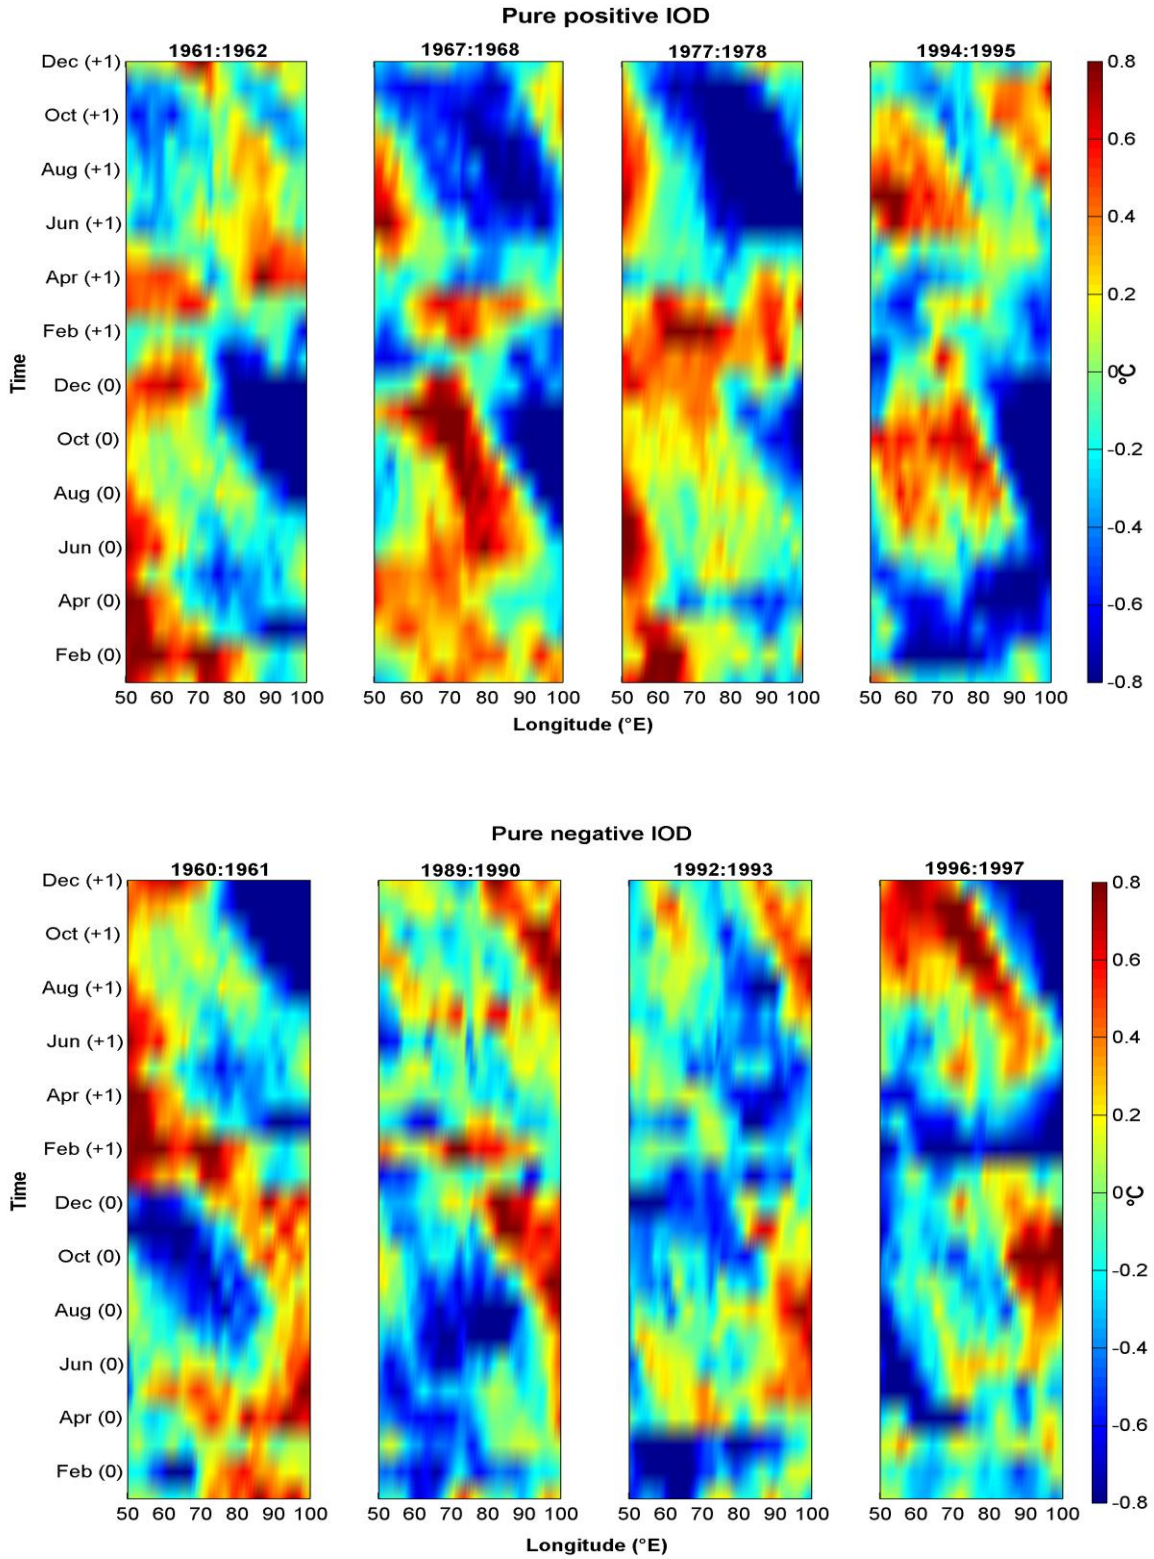 Pure positive IOD
1961:1962 1967:1968 1977:1978 1994:1995
Dec (+1)
Oct (+1)
Aug (+1)
Jun (+1)
Apr (+1)
Feb (+1)
Dec (0)
Oct (0)
Aug (0)
Jun (0)
Apr (0)
Feb (0)
Time
50 60 70 80 90 100 50 60 70 80 90 100 50 60 70 80 90 100 50 60 70 80 90 100
Longitude (°E)
0.8
0.6
0.4
0.2
0
-0.2
-0.4
-0.6
-0.8
°C
Pure negative IOD
1960:1961 1989:1990 1992:1993 1996:1997
Dec (+1)
Oct (+1)
Aug (+1)
Jun (+1)
Apr (+1)
Feb (+1)
Dec (0)
Oct (0)
Aug (0)
Jun (0)
Apr (0)
Feb (0)
Time
50 60 70 80 90 100 50 60 70 80 90 100 50 60 70 80 90 100 50 60 70 80 90 100
Longitude (°E)
0.8
0.6
0.4
0.2
0
-0.2
-0.4
-0.6
-0.8
°C